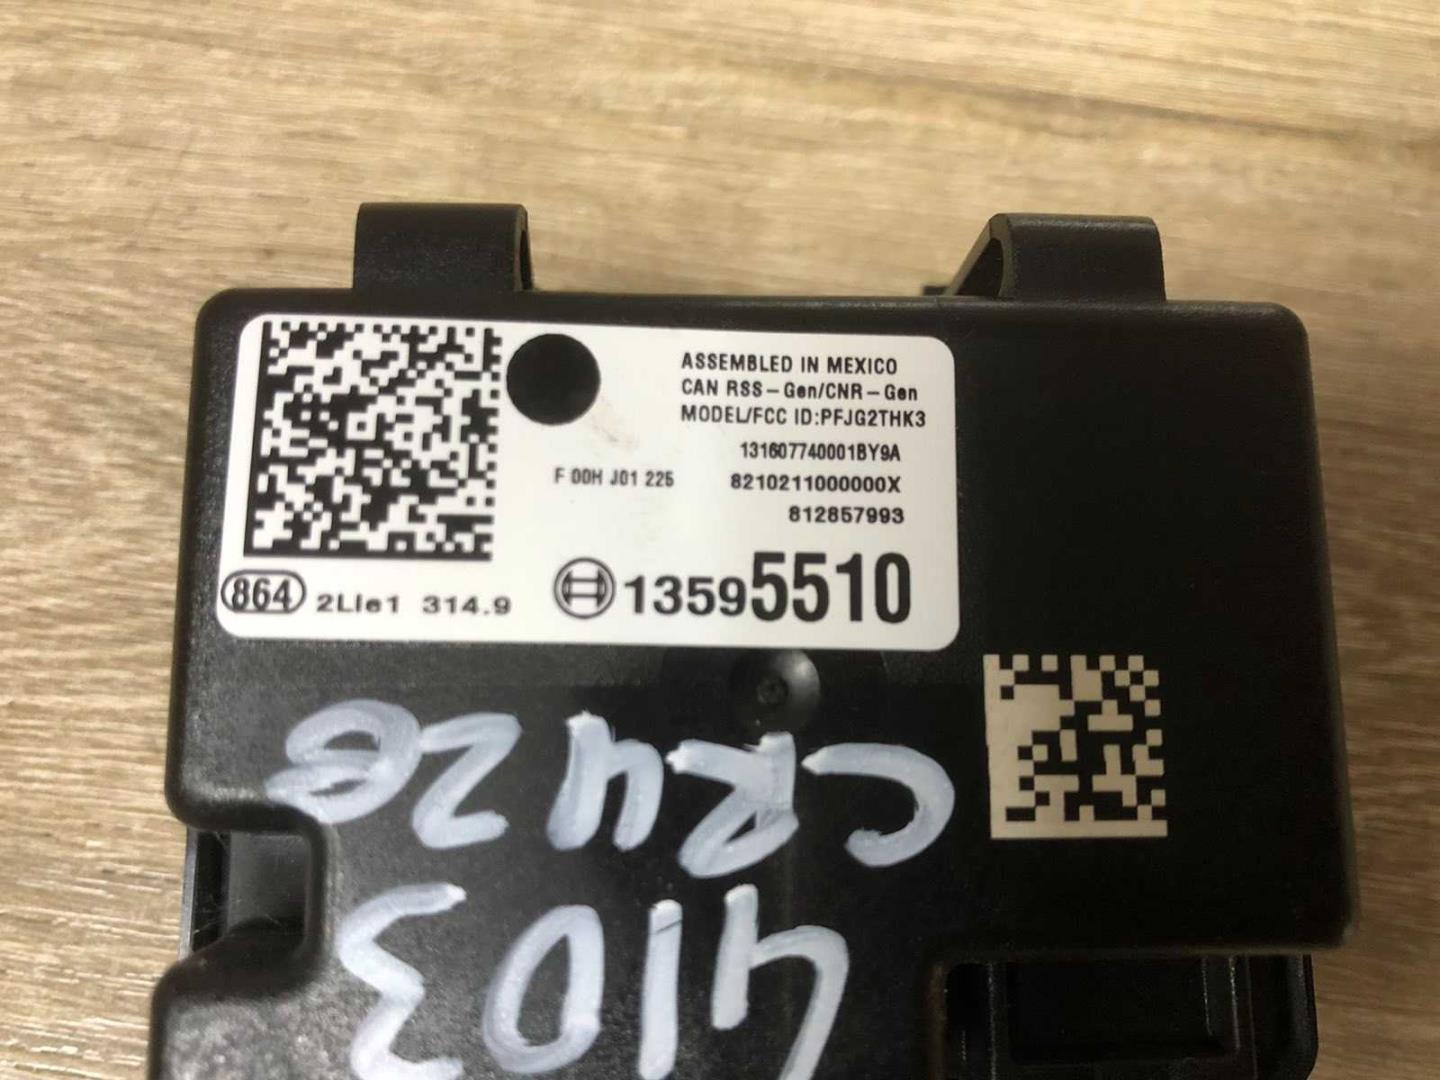 ASSEMBLED IN MEXICO
CAN RSS-Gen/CNR-Gen
MODEL/FCC ID:PFJG2THK3
131607740001BY9A
F 00H J01 225
8210211000000X
812857993
864 2LIe1 314.9
13595510
CRUZE
4103